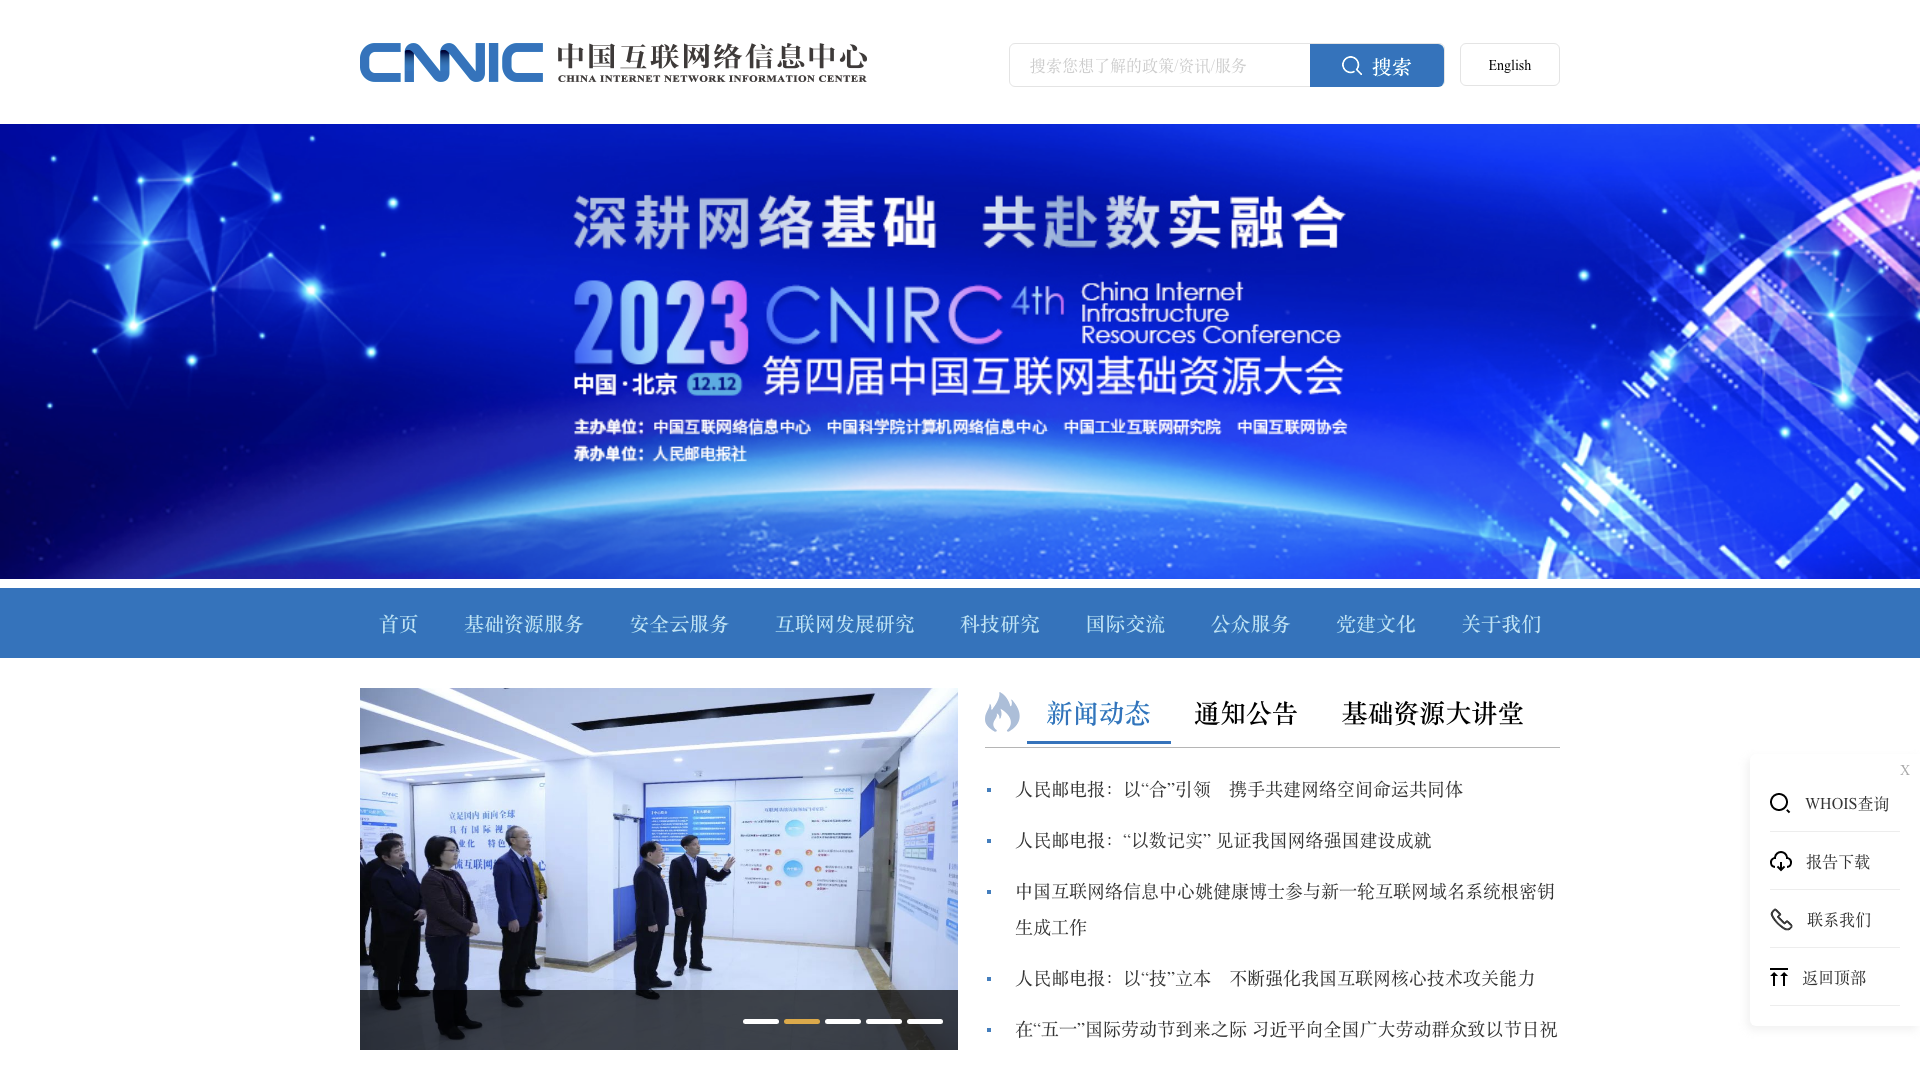 CNNIC 中国互联网络信息中心
CHINA INTERNET NETWORK INFORMATION CENTER
搜索您想了解的政策/资讯/服务
搜索
English
深耕网络基础 共赴数实融合
2023 CNIRC 4th China Internet Infrastructure Resources Conference
中国·北京 12.12 第四届中国互联网基础资源大会
主办单位：中国互联网络信息中心 中国科学院计算机网络信息中心 中国工业互联网研究院 中国互联网协会
承办单位：人民邮电报社
首页 基础资源服务 安全云服务 互联网发展研究 科技研究 国际交流 公众服务 党建文化 关于我们
立足国内 面向全球
具有国际视
CNNIC
新闻动态 通知公告 基础资源大讲堂
人民邮电报：以“合”引领 携手共建网络空间命运共同体
人民邮电报：“以数记实” 见证我国网络强国建设成就
中国互联网络信息中心姚健康博士参与新一轮互联网域名系统根密钥
生成工作
人民邮电报：以“技”立本 不断强化我国互联网核心技术攻关能力
在“五一”国际劳动节到来之际 习近平向全国广大劳动群众致以节日祝
X
WHOIS查询
报告下载
联系我们
返回顶部